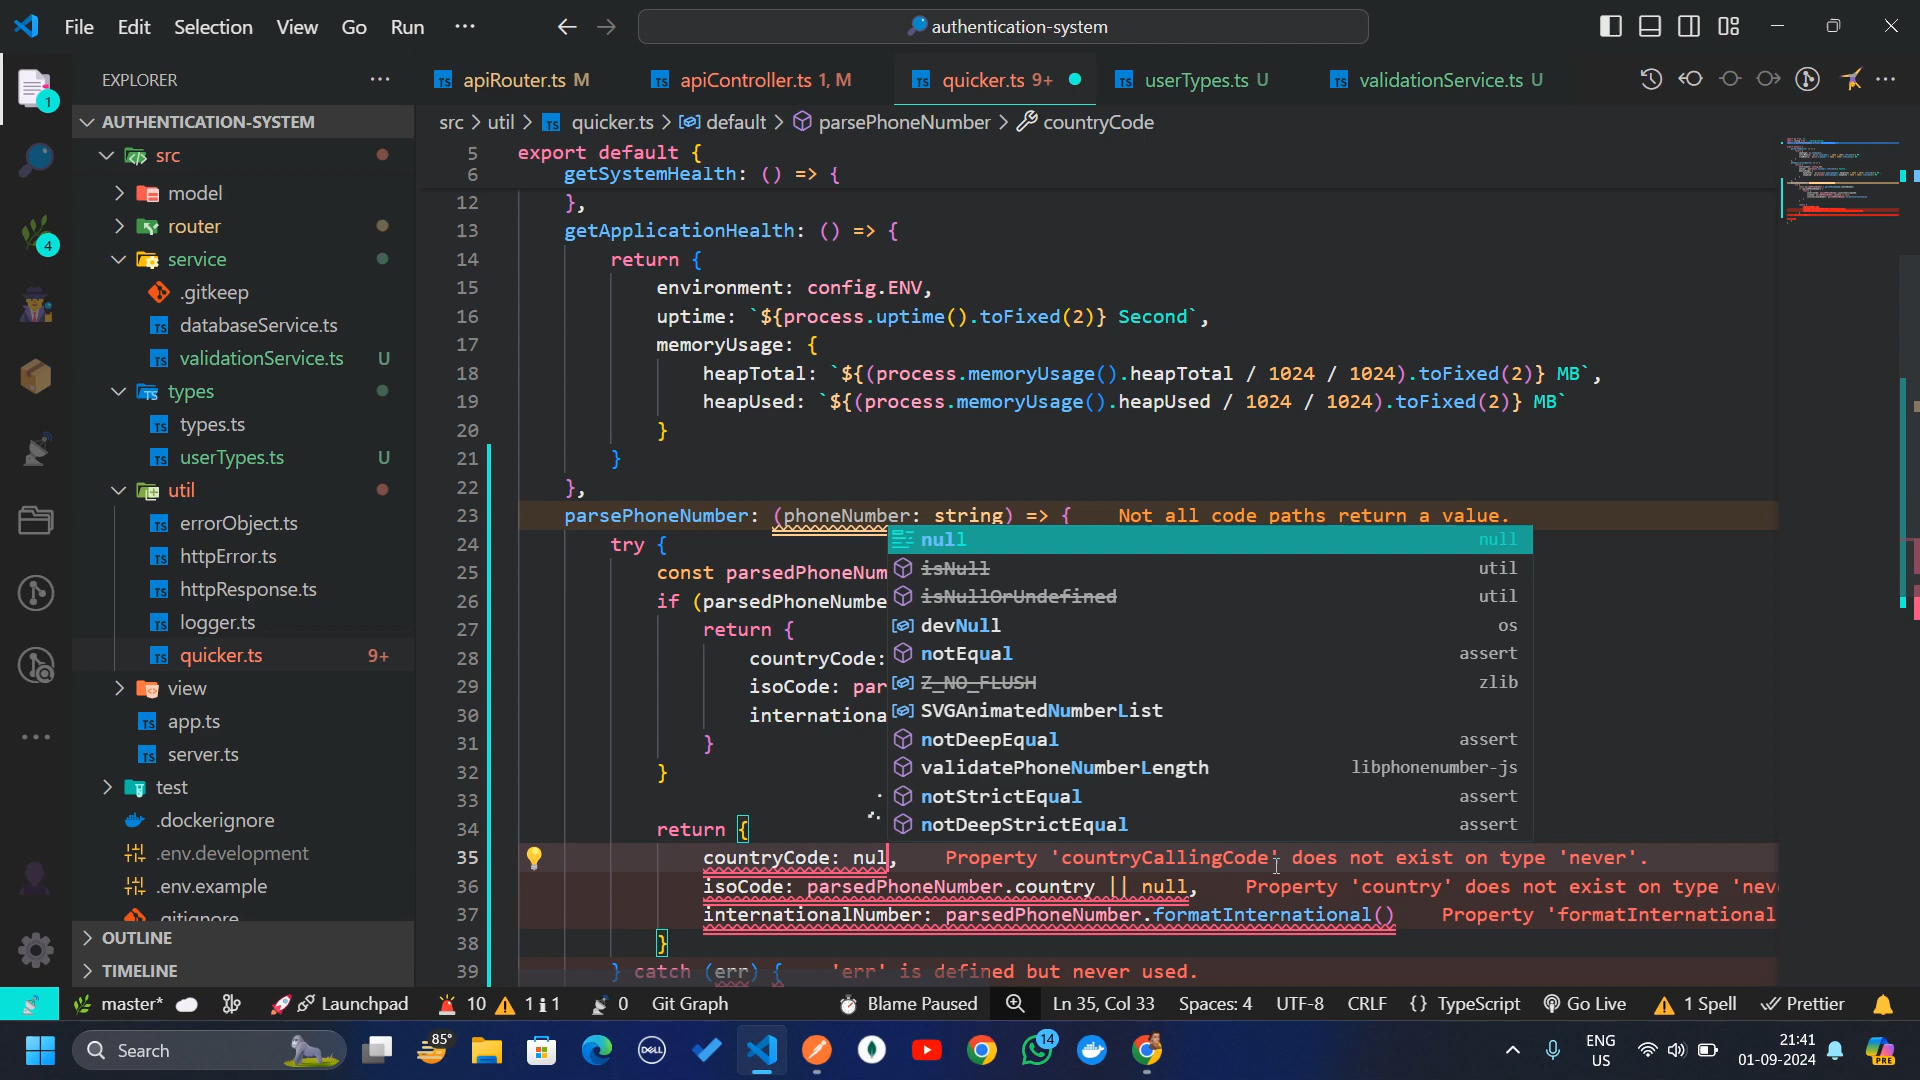 File Edit Selection View Go Run ···
authentication-system
EXPLORER ···
apiRouter.ts M
apiController.ts 1, M
quicker.ts 9+
userTypes.ts U
validationService.ts U
AUTHENTICATION-SYSTEM
src > util > quicker.ts > default > parsePhoneNumber > countryCode
src
model
router
service
.gitkeep
databaseService.ts
validationService.ts U
types
types.ts
userTypes.ts U
util
errorObject.ts
httpError.ts
httpResponse.ts
logger.ts
quicker.ts 9+
view
app.ts
server.ts
test
.dockerignore
.env.development
.env.example
.gitignore
OUTLINE
TIMELINE
1
4
5 export default {
6 getSystemHealth: () => {
12 },
13 getApplicationHealth: () => {
14 return {
15 environment: config.ENV,
16 uptime: `${process.uptime().toFixed(2)} Second`,
17 memoryUsage: {
18 heapTotal: `${(process.memoryUsage().heapTotal / 1024 / 1024).toFixed(2)} MB`,
19 heapUsed: `${(process.memoryUsage().heapUsed / 1024 / 1024).toFixed(2)} MB`
20 }
21 }
22 },
23 parsePhoneNumber: (phoneNumber: string) => { Not all code paths return a value.
24 try {
25 const parsedPhoneNum
26 if (parsedPhoneNumbe
27 return {
28 countryCode:
29 isoCode: par
30 internationa
31 }
32 }
33
34 return {
35 countryCode: nul, Property 'countryCallingCode' does not exist on type 'never'.
36 isoCode: parsedPhoneNumber.country || null, Property 'country' does not exist on type 'nev
37 internationalNumber: parsedPhoneNumber.formatInternational() Property 'formatInternational
38 }
39 } catch (err) { 'err' is defined but never used.
null null
isNull util
isNullOrUndefined util
devNull os
notEqual assert
Z_NO_FLUSH zlib
SVGAnimatedNumberList
notDeepEqual assert
validatePhoneNumberLength libphonenumber-js
notStrictEqual assert
notDeepStrictEqual assert
master* Launchpad 10 1 1 0 Git Graph Blame Paused Ln 35, Col 33 Spaces: 4 UTF-8 CRLF {} TypeScript Go Live 1 Spell Prettier
Search
85°
DELL
14
ENG
US
21:41
01-09-2024
PRE